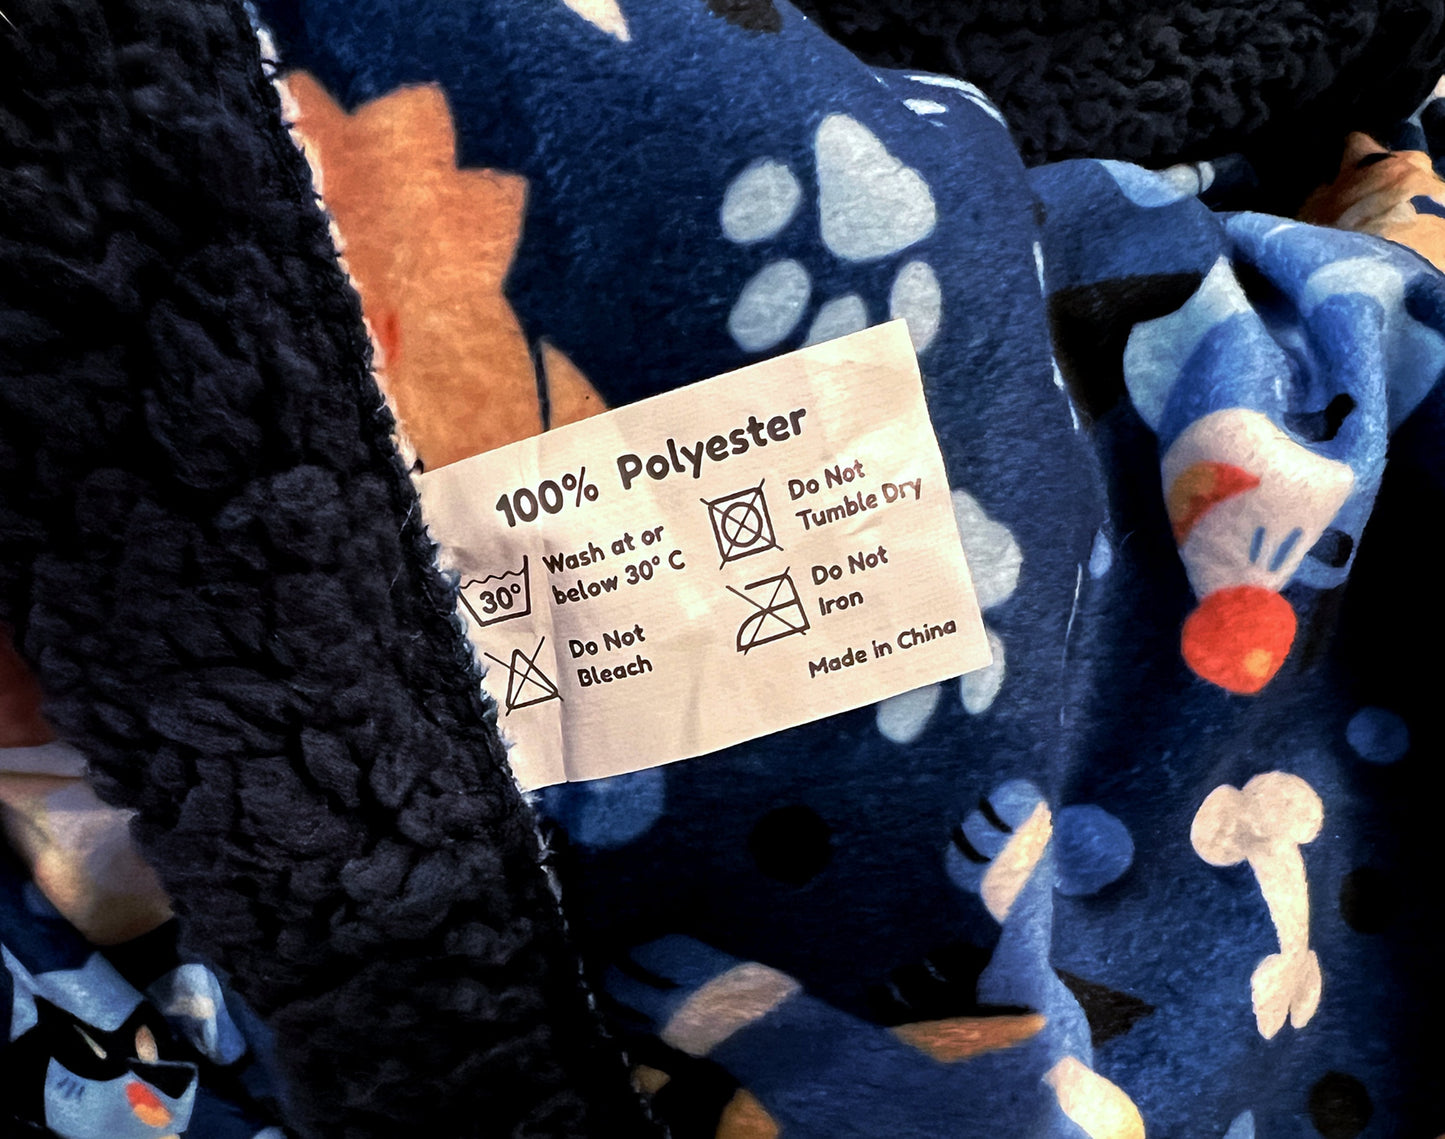 100% Polyester
30°
Wash at or
below 30° C
Do Not
Tumble Dry
Do Not
Bleach
Do Not
Iron
Made in China